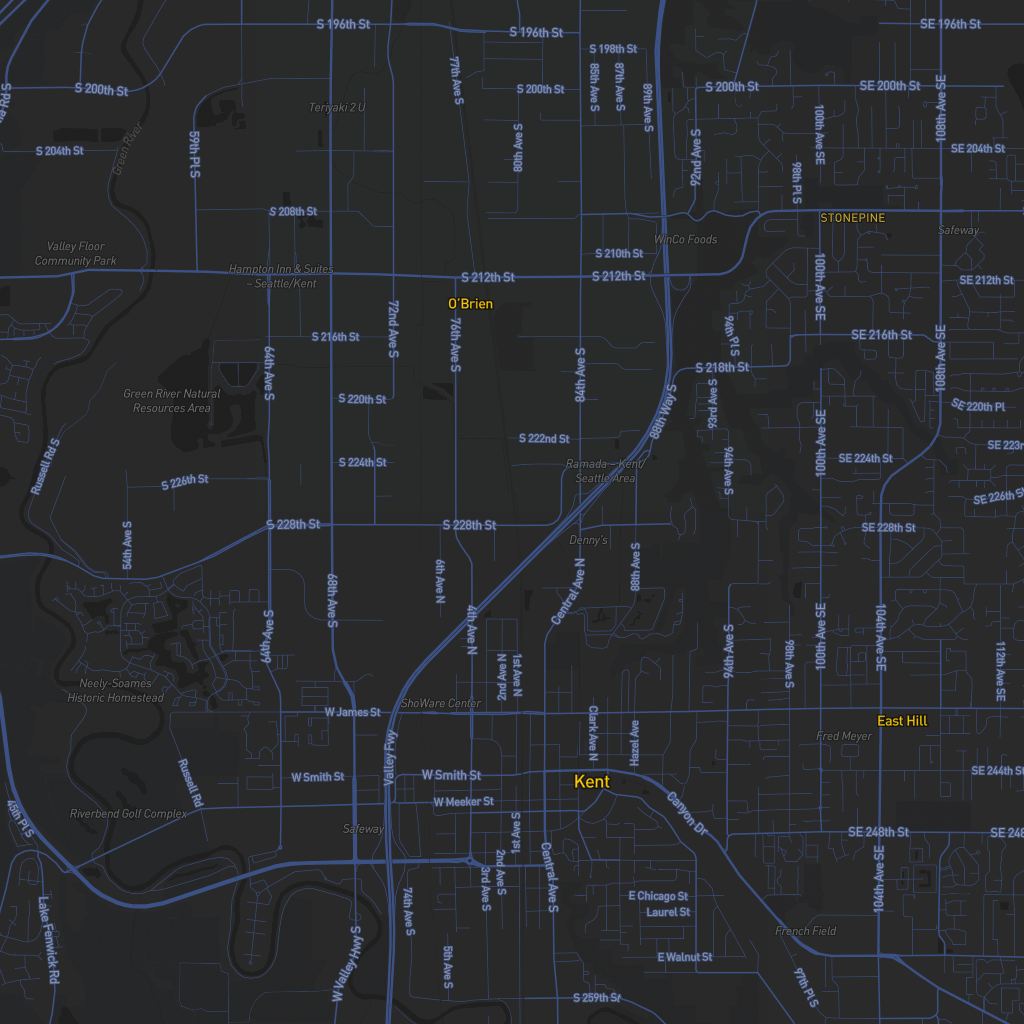 S 196th St
S 196th St
SE 196th St
S 198th St
77th Ave S
85th Ave S
87th Ave S
89th Ave S
S 200th St
S 200th St
S 200th St
SE 200th St
108th Ave SE
Teriyaki 2 U
100th Ave SE
Green River
59th Pl S
80th Ave S
92nd Ave S
S 204th St
SE 204th St
98th Pl S
S 208th St
STONEPINE
Safeway
WinCo Foods
Valley Floor
Community Park
S 210th St
Hampton Inn & Suites
– Seattle/Kent
S 212th St
S 212th St
SE 212th St
100th Ave SE
O'Brien
72nd Ave S
76th Ave S
S 216th St
94th Pl S
SE 216th St
64th Ave S
84th Ave S
108th Ave SE
S 218th St
Green River Natural
Resources Area
S 220th St
93rd Ave S
88th Way S
SE 220th Pl
S 222nd St
100th Ave SE
Russell Rd S
S 224th St
94th Ave S
SE 224th St
Ramada – Kent/
Seattle Area
S 226th St
S 228th St
S 228th St
SE 228th St
54th Ave S
Denny's
6th Ave N
88th Ave S
68th Ave S
Central Ave N
64th Ave S
4th Ave N
94th Ave S
100th Ave SE
104th Ave SE
98th Ave S
112th Ave SE
2nd Ave N
1st Ave N
Neely-Soames
Historic Homestead
ShoWare Center
W James St
Clark Ave N
Hazel Ave
East Hill
Fred Meyer
Valley Fwy
Russell Rd
W Smith St
W Smith St
Kent
SE 244th St
W Meeker St
Canyon Dr
45th Pl S
Riverbend Golf Complex
Safeway
1st Ave S
SE 248th St
2nd Ave S
3rd Ave S
Central Ave S
104th Ave SE
74th Ave S
E Chicago St
Laurel St
Lake Fenwick Rd
French Field
W Valley Hwy S
5th Ave S
E Walnut St
97th Pl S
S 259th St